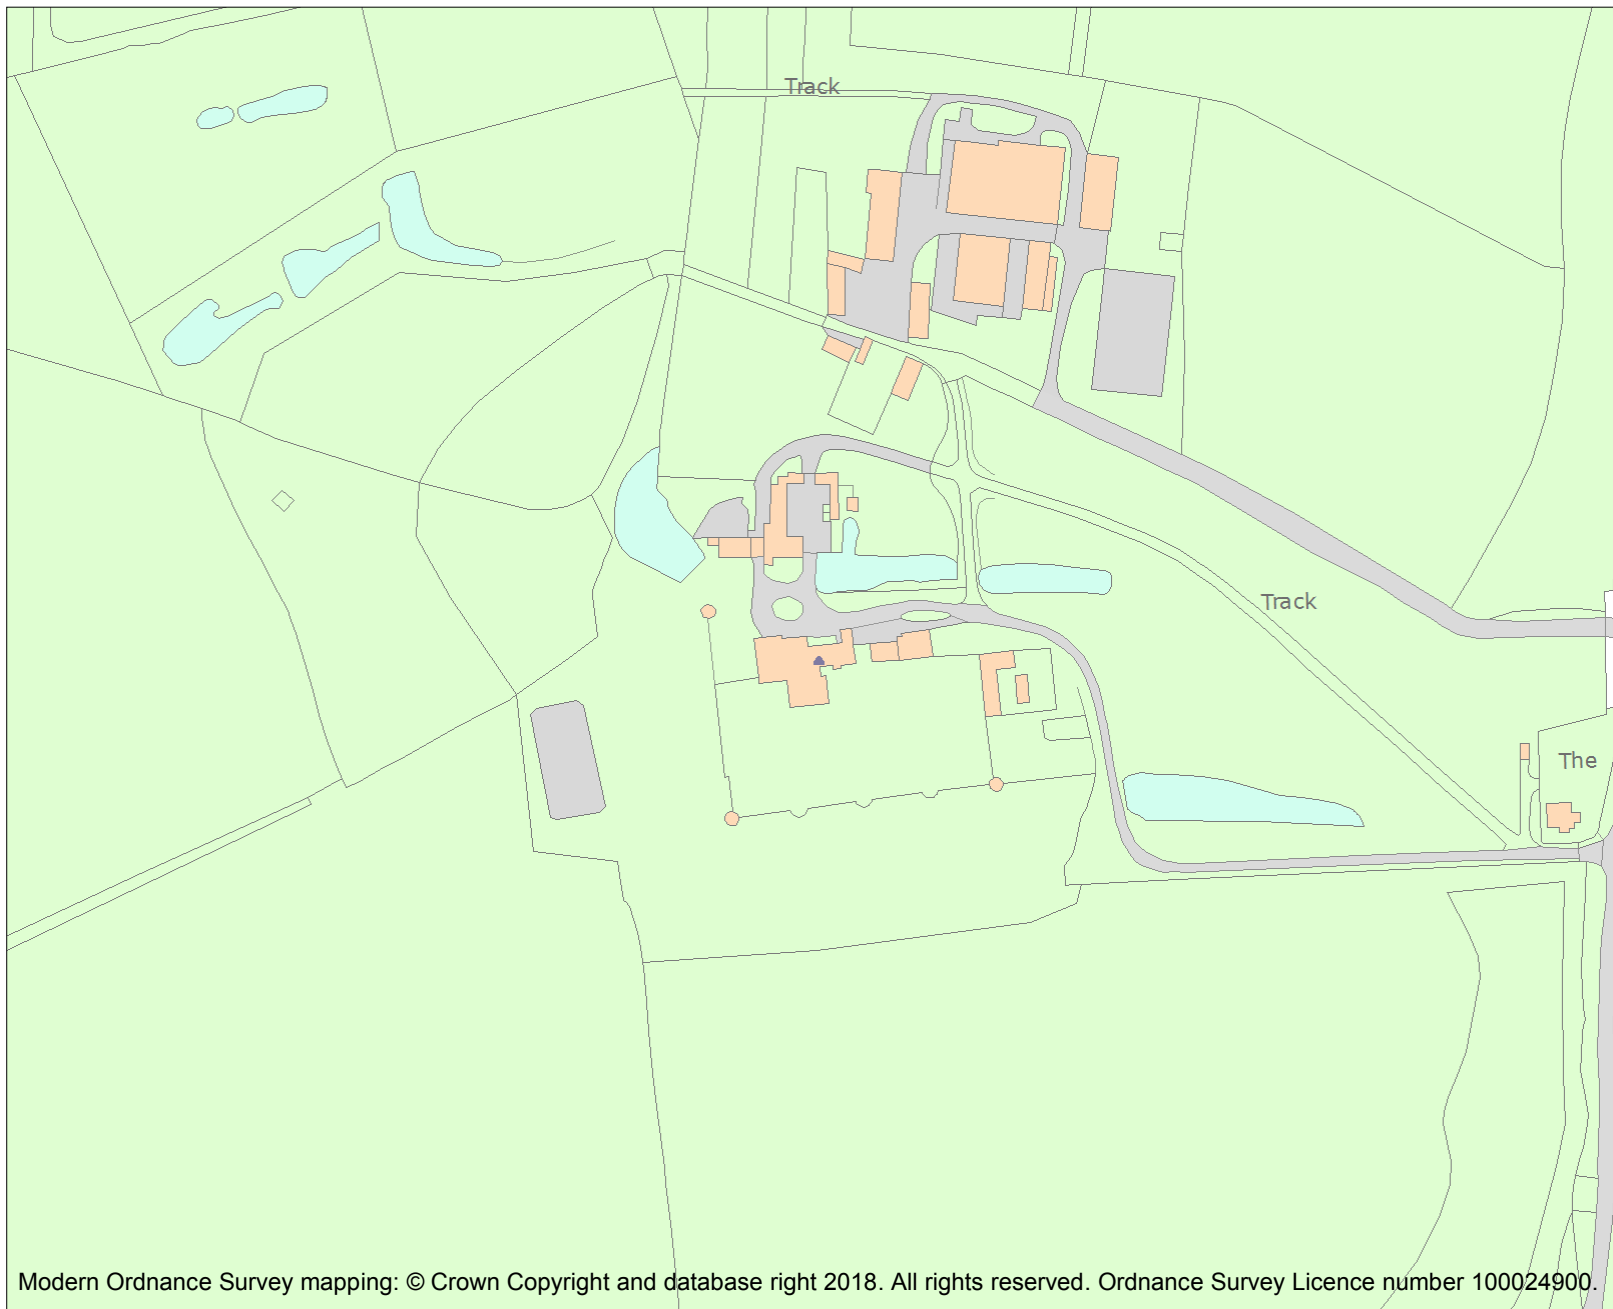 Track
Track
The
Modern Ordnance Survey mapping: © Crown Copyright and database right 2018. All rights reserved. Ordnance Survey Licence number 100024900.